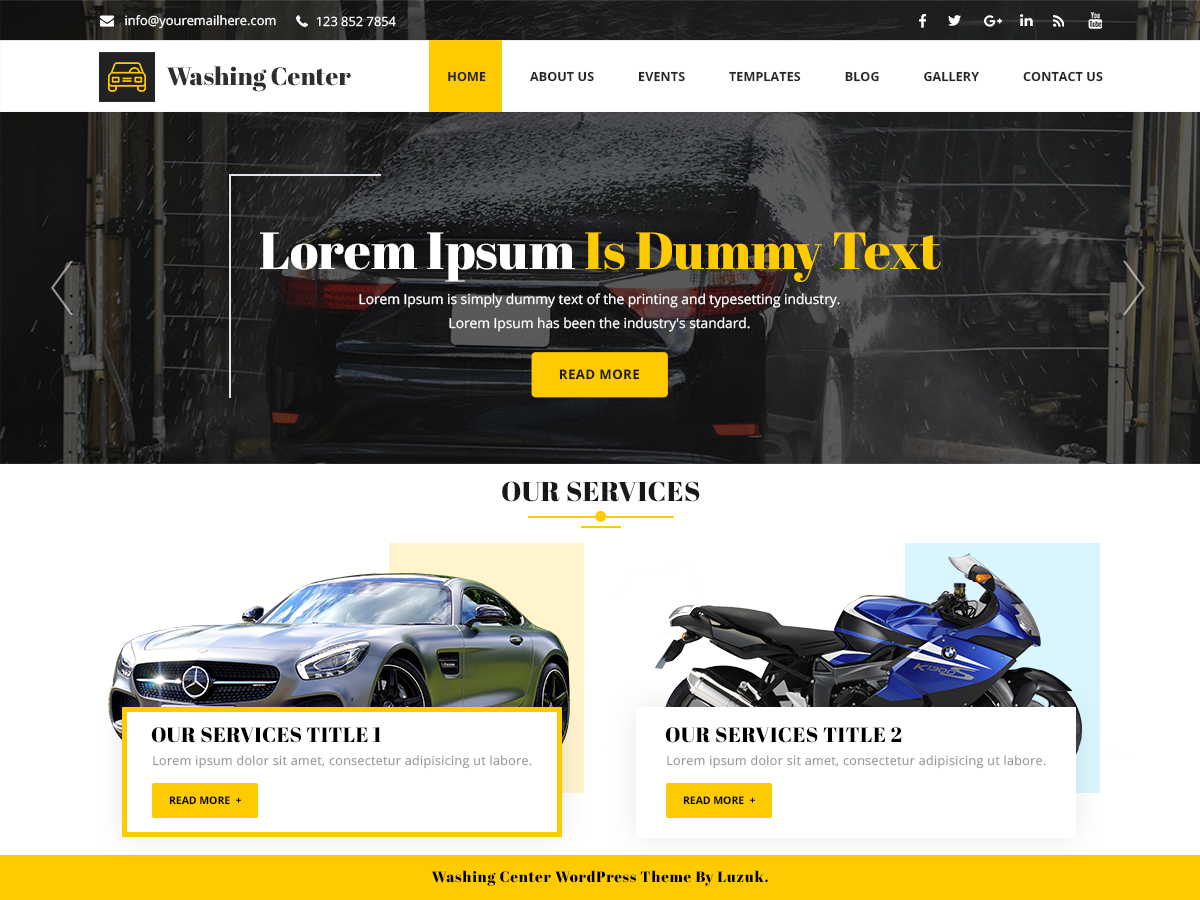 info@youremailhere.com 123 852 7854
You
Tube
Washing Center
HOME ABOUT US EVENTS TEMPLATES BLOG GALLERY CONTACT US
Lorem Ipsum Is Dummy Text
Lorem Ipsum is simply dummy text of the printing and typesetting industry.
Lorem Ipsum has been the industry's standard.
READ MORE
OUR SERVICES
K1300S
OUR SERVICES TITLE 1
Lorem ipsum dolor sit amet, consectetur adipisicing ut labore.
READ MORE +
OUR SERVICES TITLE 2
Lorem ipsum dolor sit amet, consectetur adipisicing ut labore.
READ MORE +
Washing Center WordPress Theme By Luzuk.